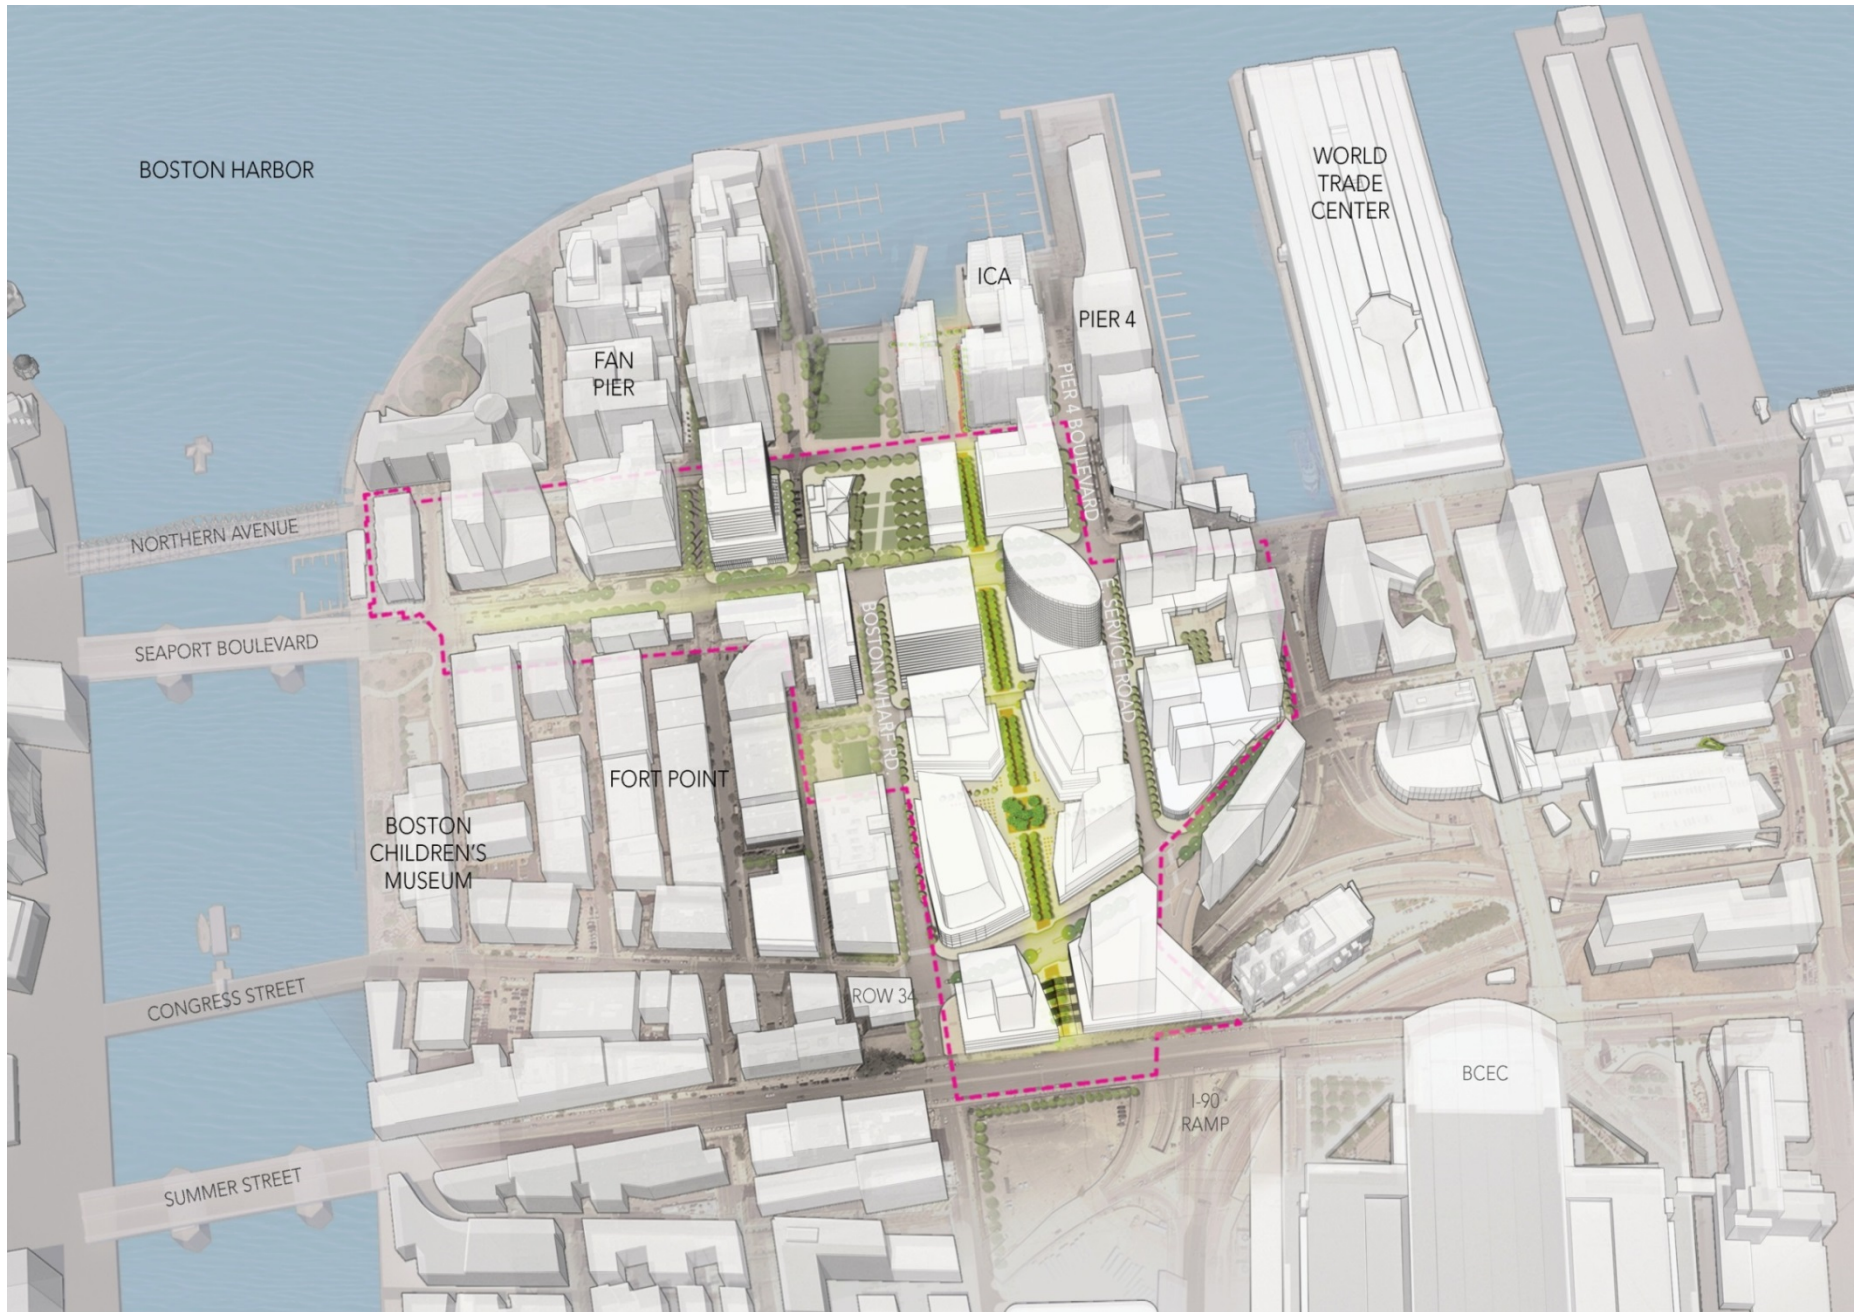 BOSTON HARBOR
WORLD
TRADE
CENTER
ICA
PIER 4
FAN
PIER
PIER 4 BOULEVARD
NORTHERN AVENUE
SEAPORT BOULEVARD
BOSTON WHARF RD
SERVICE ROAD
FORT POINT
BOSTON
CHILDREN'S
MUSEUM
CONGRESS STREET
ROW 34
BCEC
I-90
RAMP
SUMMER STREET